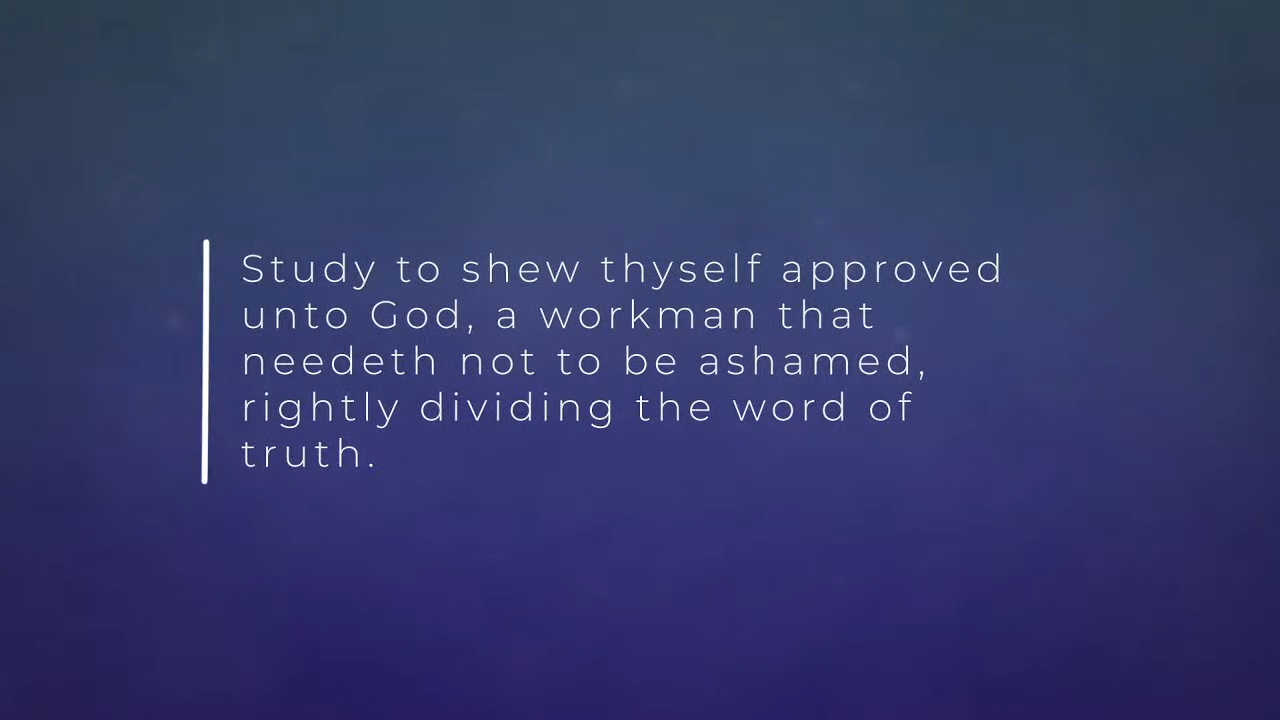 Study to shew thyself approved
unto God, a workman that
needeth not to be ashamed,
rightly dividing the word of
truth.